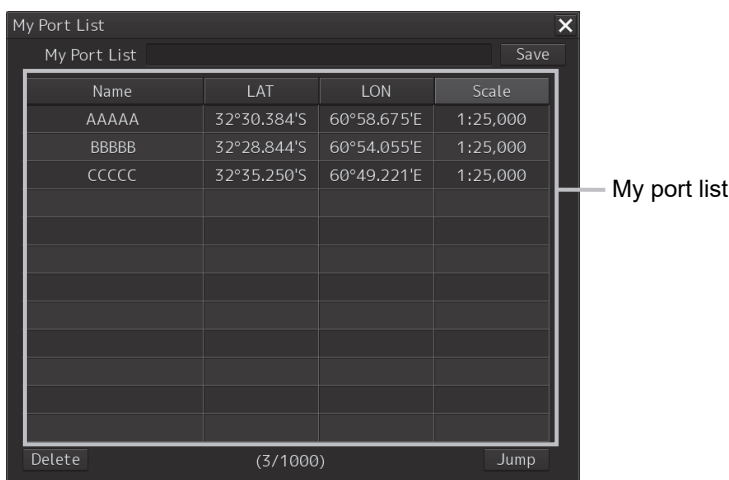 My Port List
My Port List Save
Name LAT LON Scale
AAAAA 32°30.384'S 60°58.675'E 1:25,000
BBBBB 32°28.844'S 60°54.055'E 1:25,000
CCCCC 32°35.250'S 60°49.221'E 1:25,000
My port list
Delete (3/1000) Jump